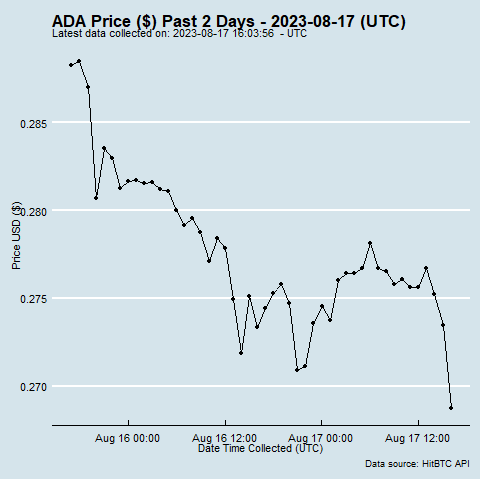 ADA Price ($) Past 2 Days - 2023-08-17 (UTC)
Latest data collected on: 2023-08-17 16:03:56  - UTC
0.285
0.280
0.275
0.270
Price USD ($)
Aug 16 00:00
Aug 16 12:00
Aug 17 00:00
Aug 17 12:00
Date Time Collected (UTC)
Data source: HitBTC API